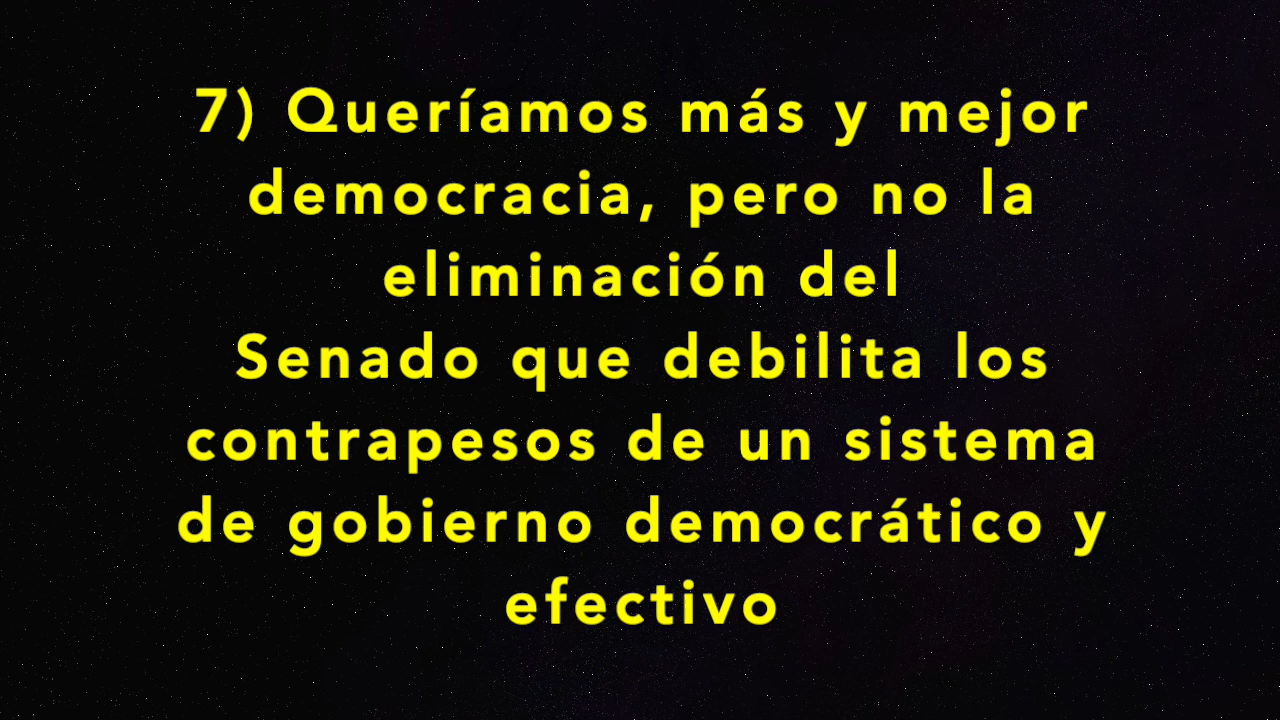 7) Queríamos más y mejor
democracia, pero no la
eliminación del
Senado que debilita los
contrapesos de un sistema
de gobierno democrático y
efectivo